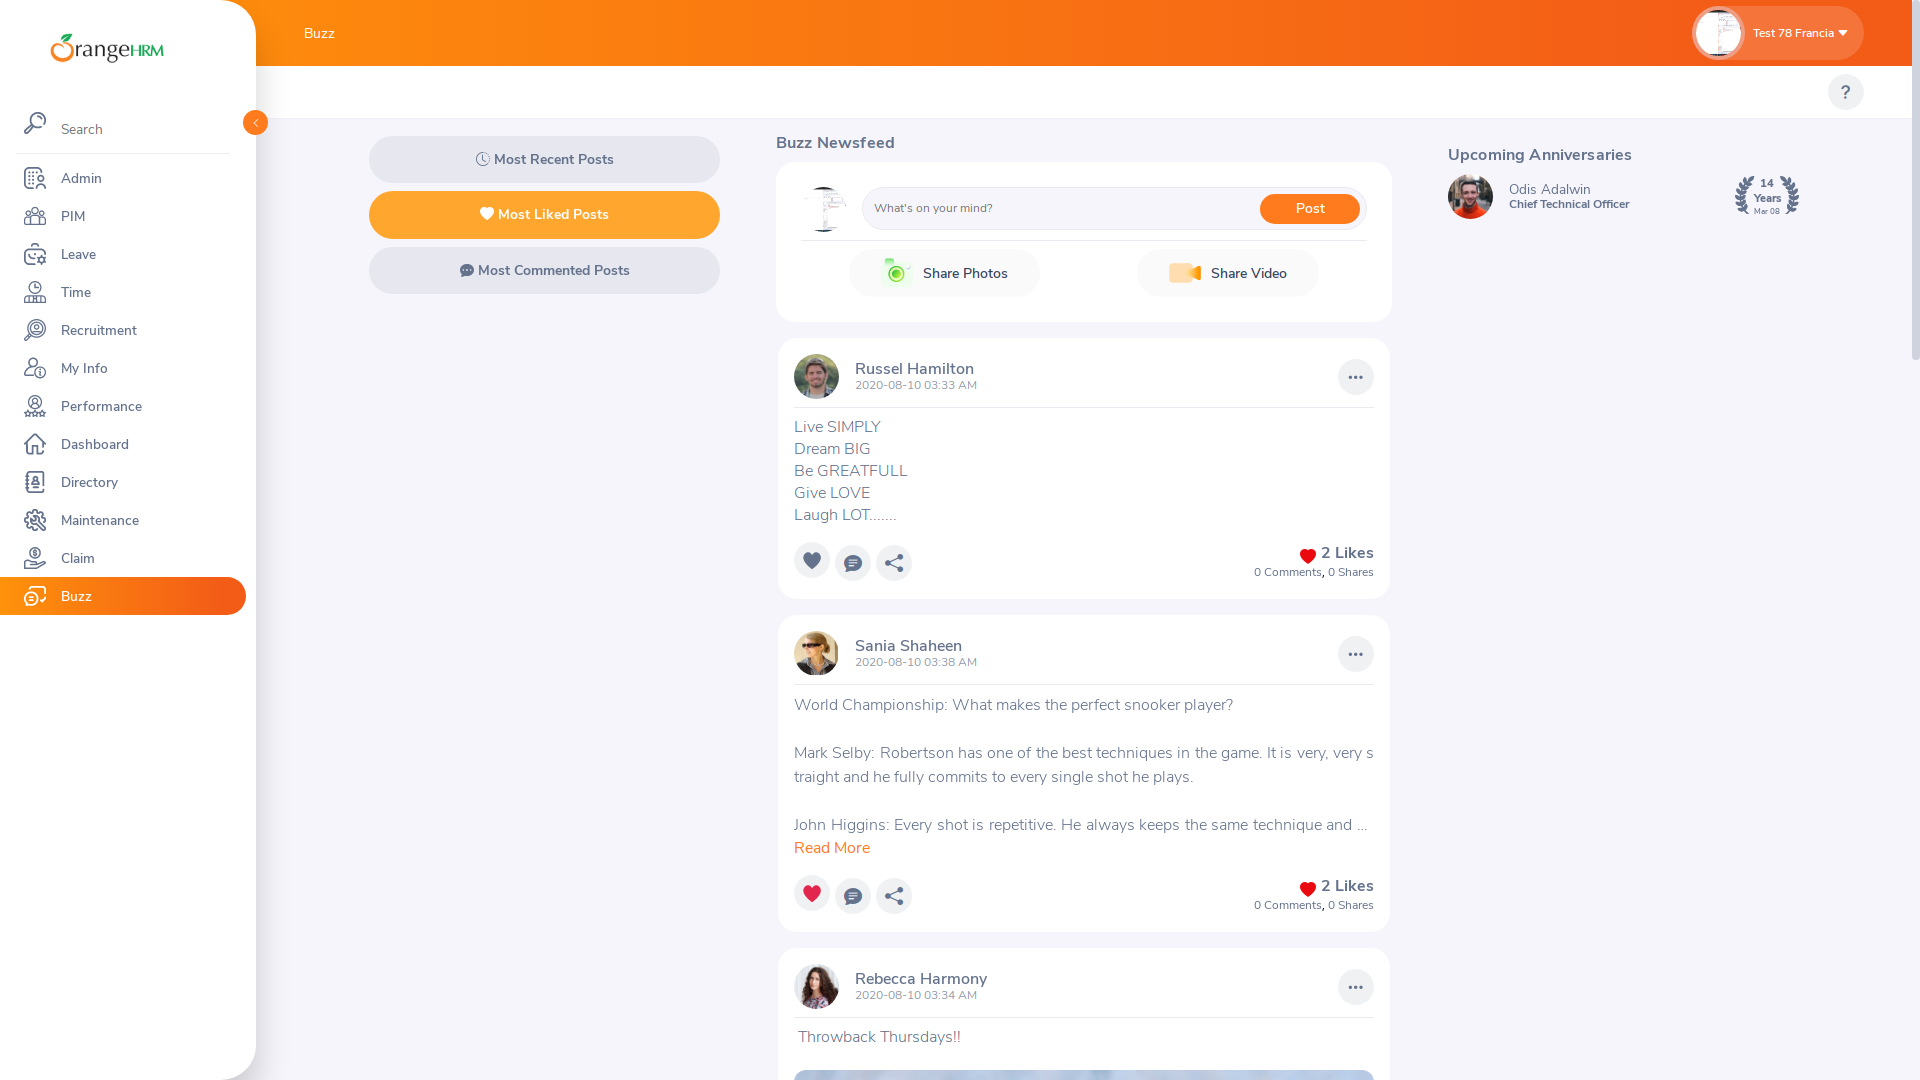 OrangeHRM
Search
Admin
PIM
Leave
Time
Recruitment
My Info
Performance
Dashboard
Directory
Maintenance
Claim
Buzz
Buzz
Test 78 Francia
?
Most Recent Posts
Most Liked Posts
Most Commented Posts
Buzz Newsfeed
What's on your mind?
Post
Share Photos
Share Video
Russel Hamilton
2020-08-10 03:33 AM
Live SIMPLY
Dream BIG
Be GREATFULL
Give LOVE
Laugh LOT.......
2 Likes
0 Comments, 0 Shares
Sania Shaheen
2020-08-10 03:38 AM
World Championship: What makes the perfect snooker player?
Mark Selby: Robertson has one of the best techniques in the game. It is very, very s
traight and he fully commits to every single shot he plays.
John Higgins: Every shot is repetitive. He always keeps the same technique and ...
Read More
2 Likes
0 Comments, 0 Shares
Rebecca Harmony
2020-08-10 03:34 AM
Throwback Thursdays!!
Upcoming Anniversaries
Odis Adalwin
Chief Technical Officer
14
Years
Mar 08